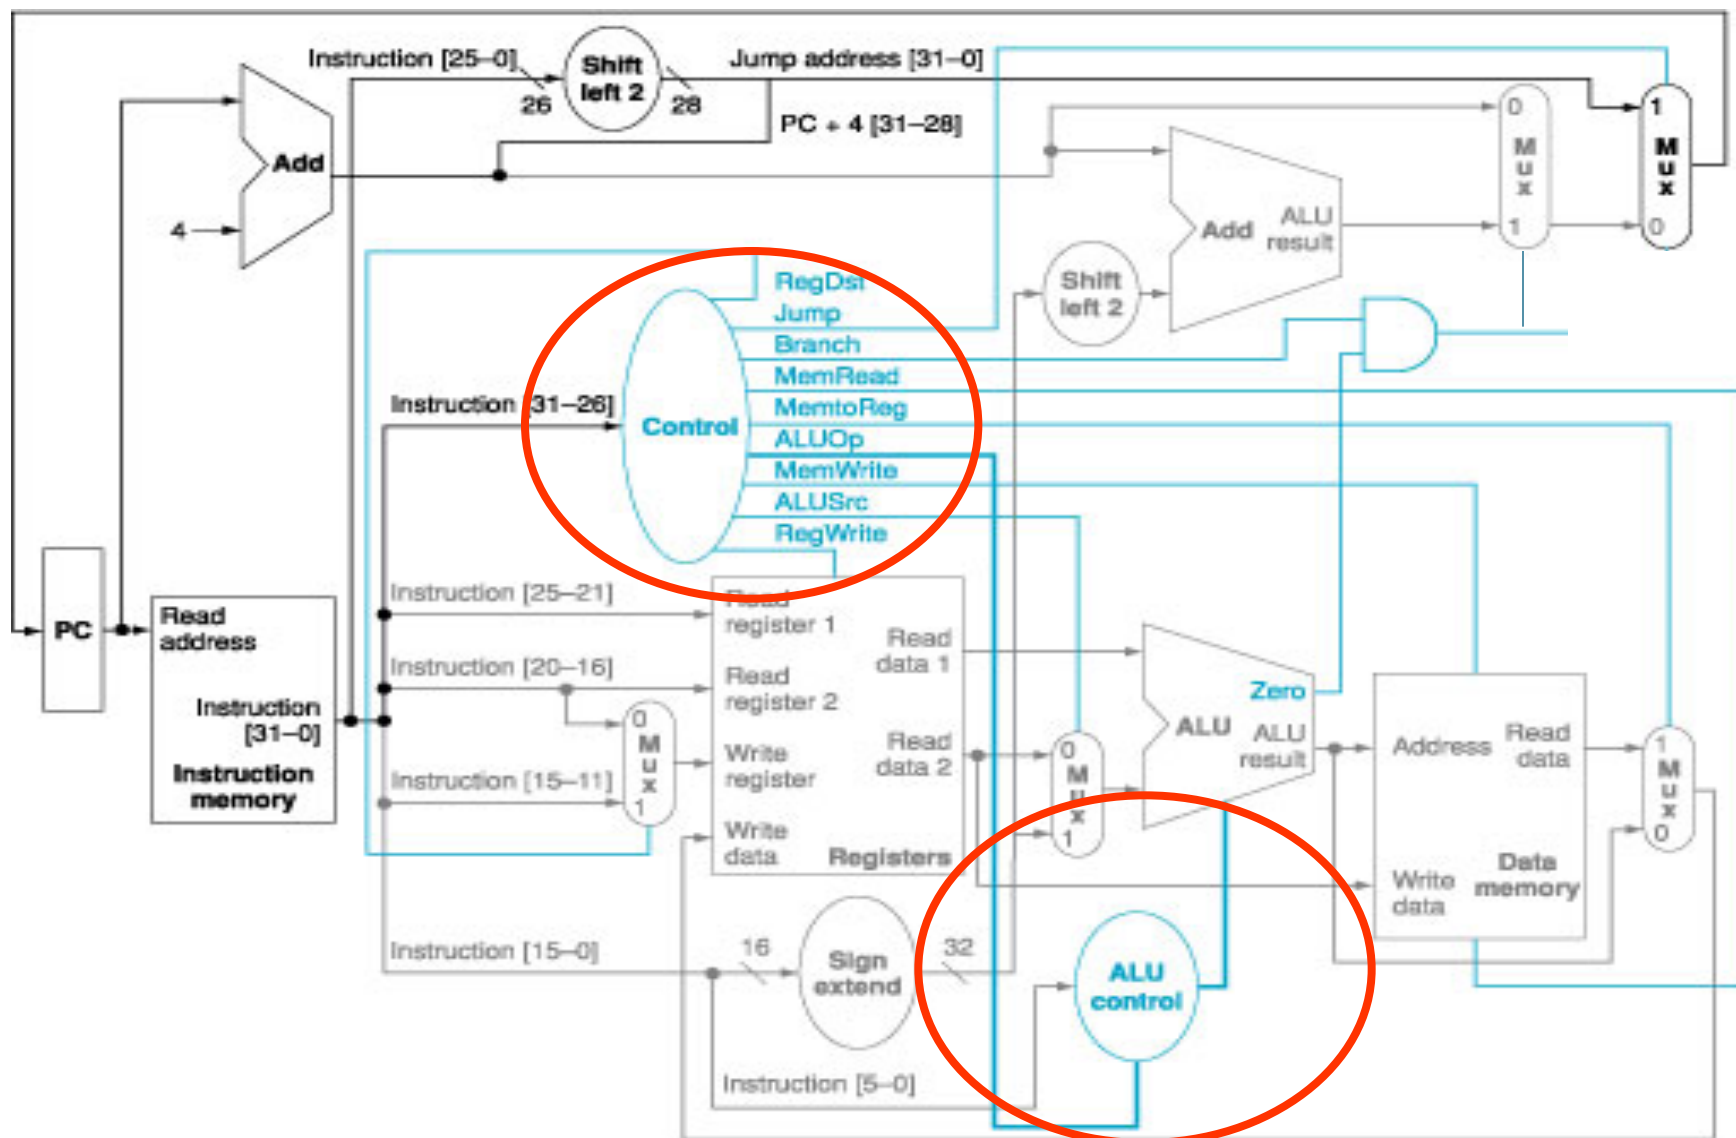 Instruction [25–0]
Shift
left 2
26
28
Jump address [31–0]
PC + 4 [31–28]
Add
4
0
M
u
x
1
1
M
u
x
0
Add
ALU
result
Shift
left 2
RegDst
Jump
Branch
MemRead
MemtoReg
ALUOp
MemWrite
ALUSrc
RegWrite
Instruction [31–26]
Control
PC
Read
address
Instruction
[31–0]
Instruction
memory
Instruction [25–21]
Instruction [20–16]
Instruction [15–11]
0
M
u
x
1
Read
register 1
Read
register 2
Write
register
Write
data
Read
data 1
Read
data 2
Registers
0
M
u
x
1
Zero
ALU
ALU
result
Address
Read
data
Write
data
Data
memory
1
M
u
x
0
Instruction [15–0]
16
Sign
extend
32
ALU
control
Instruction [5–0]